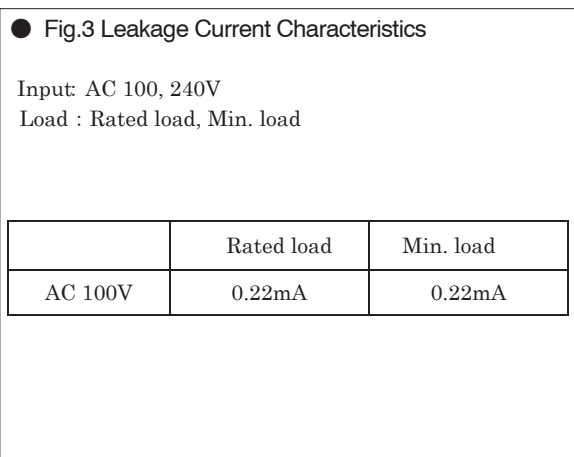 ● Fig.3 Leakage Current Characteristics
Input: AC 100, 240V
Load : Rated load, Min. load
Rated load Min. load
AC 100V 0.22mA 0.22mA